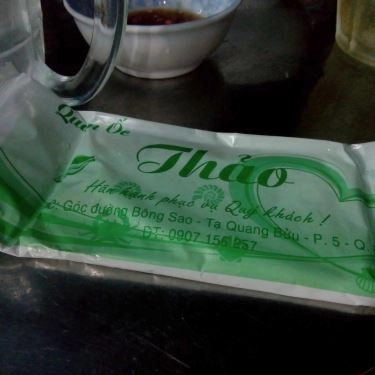 Quán Ốc
Thảo
Hân hạnh phục vụ Quý khách !
C: Góc đường Bông Sao - Tạ Quang Bửu - P. 5 - Q.
ĐT: 0907 156 257